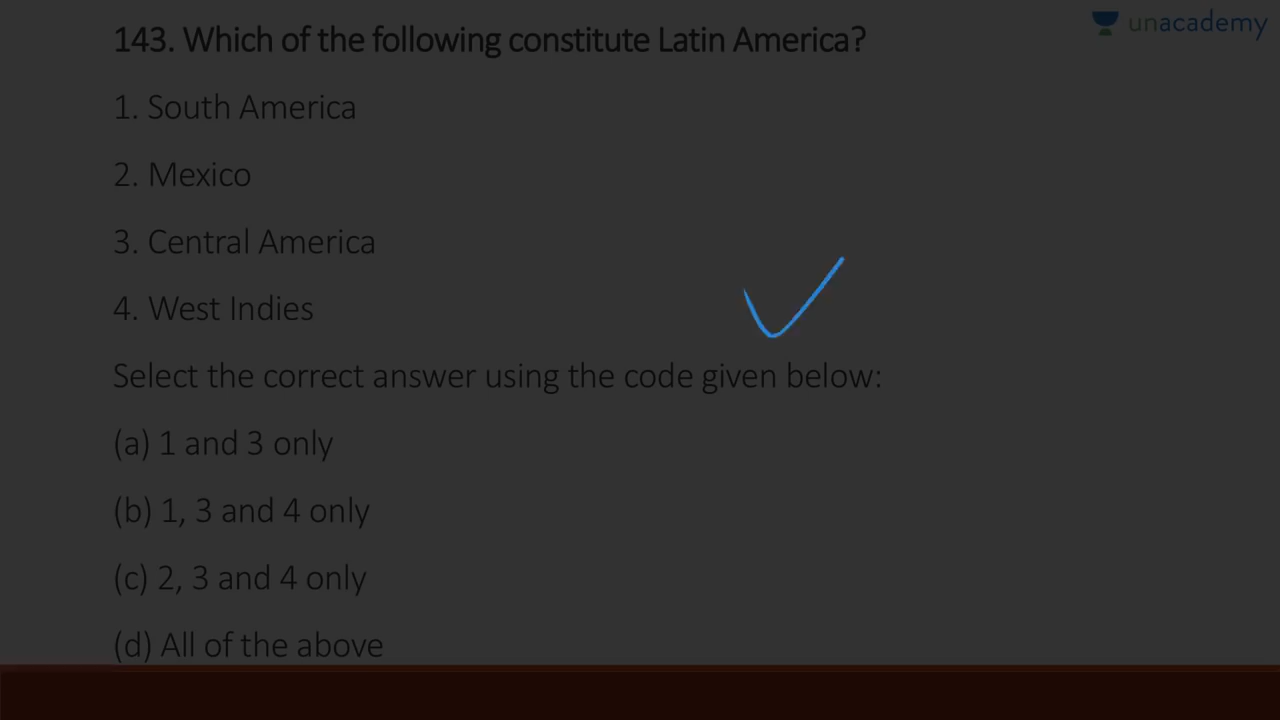 143. Which of the following constitute Latin America?
unacademy
1. South America
2. Mexico
3. Central America
4. West Indies
Select the correct answer using the code given below:
(a) 1 and 3 only
(b) 1, 3 and 4 only
(c) 2, 3 and 4 only
(d) All of the above